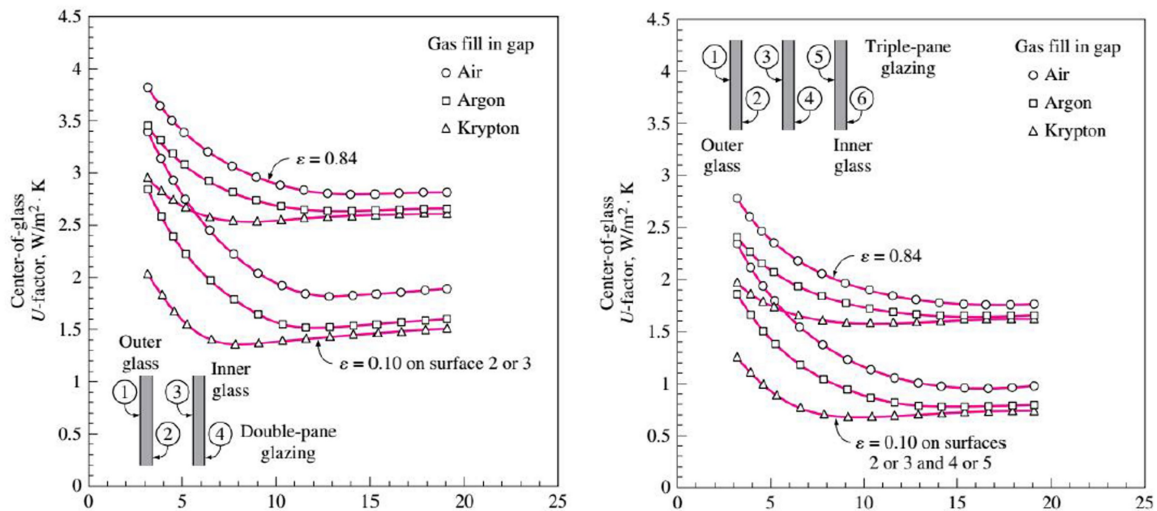 4.5
4
3.5
3
2.5
2
1.5
1
0.5
0
0
5
10
15
20
25
Center-of-glass
U-factor, W/m² · K
Gas fill in gap
Air
Argon
Krypton
ε = 0.84
ε = 0.10 on surface 2 or 3
Outer
glass
Inner
glass
1
3
2
4
Double-pane
glazing
4.5
4
3.5
3
2.5
2
1.5
1
0.5
0
0
5
10
15
20
25
Center-of-glass
U-factor, W/m² · K
1
3
5
2
4
6
Triple-pane
glazing
Outer
glass
Inner
glass
Gas fill in gap
Air
Argon
Krypton
ε = 0.84
ε = 0.10 on surfaces
2 or 3 and 4 or 5